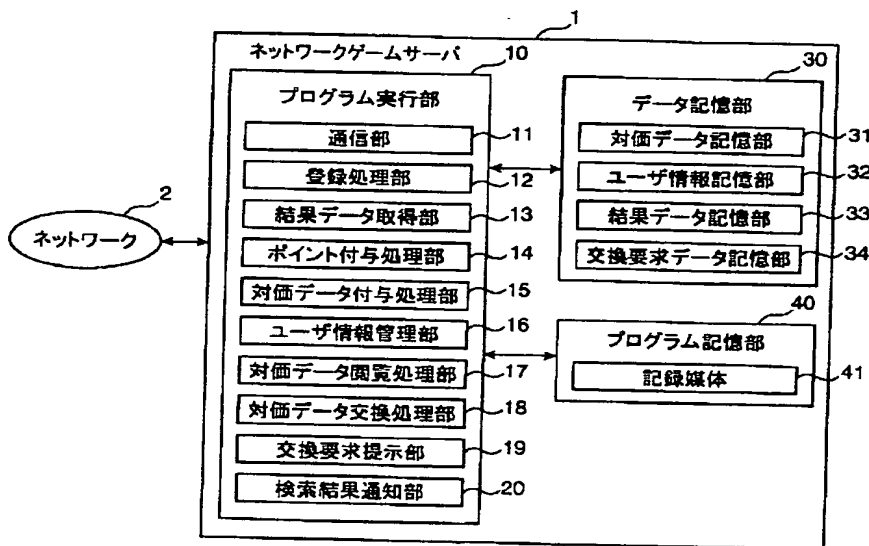 1
ネットワークゲームサーバ
10
プログラム実行部
通信部 11
登録処理部 12
結果データ取得部 13
ポイント付与処理部 14
対価データ付与処理部 15
ユーザ情報管理部 16
対価データ閲覧処理部 17
対価データ交換処理部 18
交換要求提示部 19
検索結果通知部 20
2
ネットワーク
30
データ記憶部
対価データ記憶部 31
ユーザ情報記憶部 32
結果データ記憶部 33
交換要求データ記憶部 34
40
プログラム記憶部
記録媒体 41